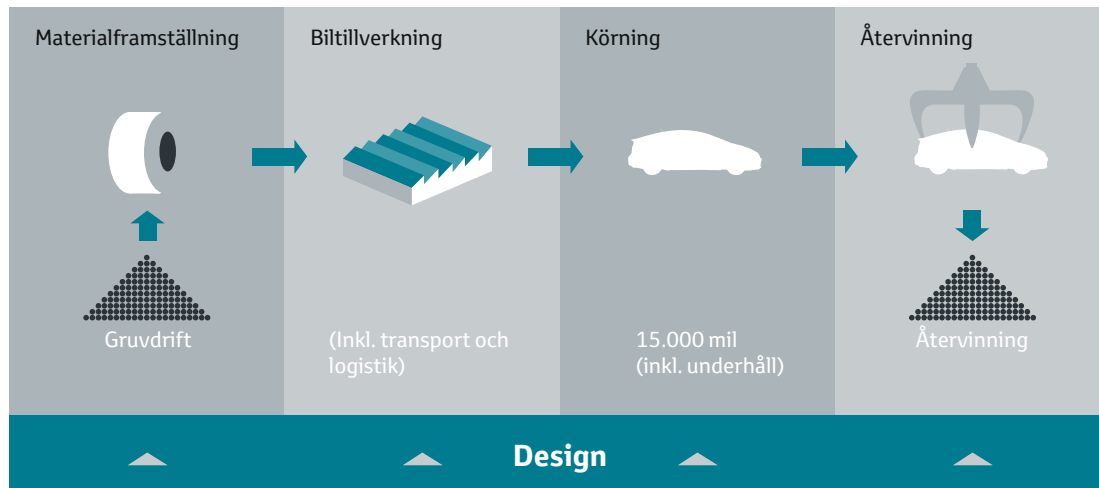 Materialframställning
Biltillverkning
Körning
Återvinning
Gruvdrift
(Inkl. transport och
logistik)
15.000 mil
(inkl. underhåll)
Återvinning
Design